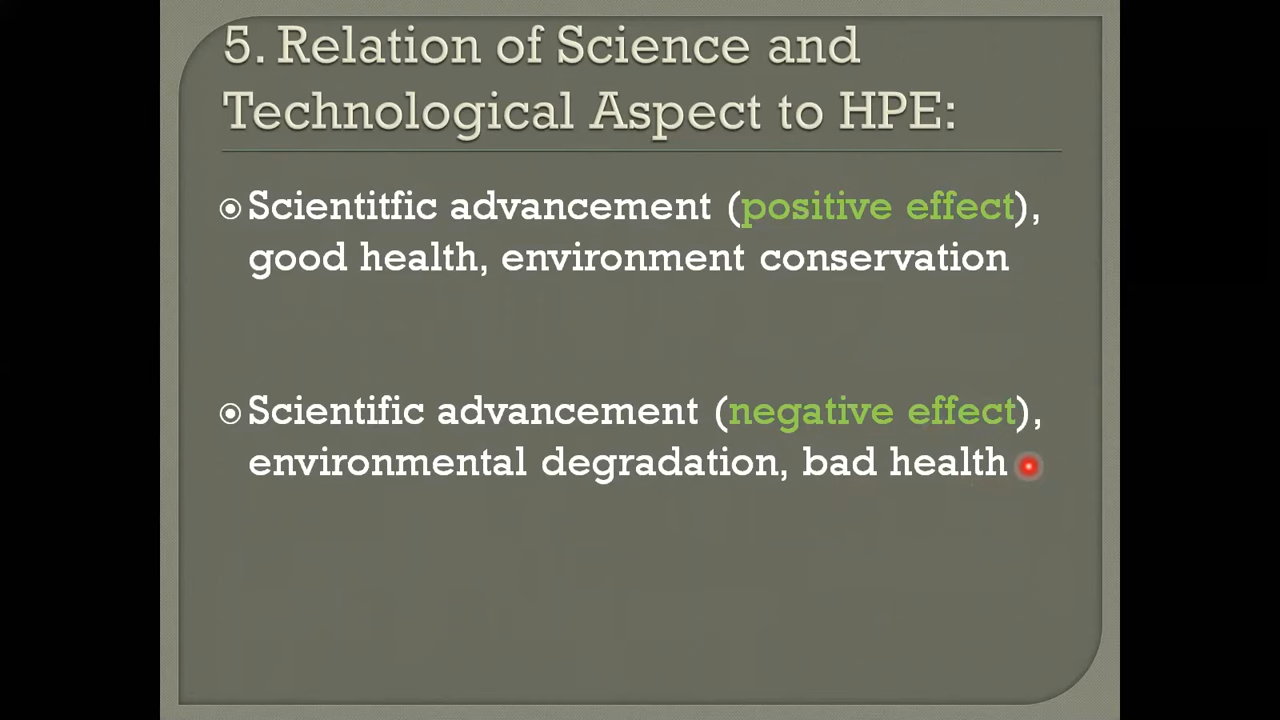 5. Relation of Science and
Technological Aspect to HPE:
Scientitfic advancement (positive effect),
good health, environment conservation
Scientific advancement (negative effect),
environmental degradation, bad health